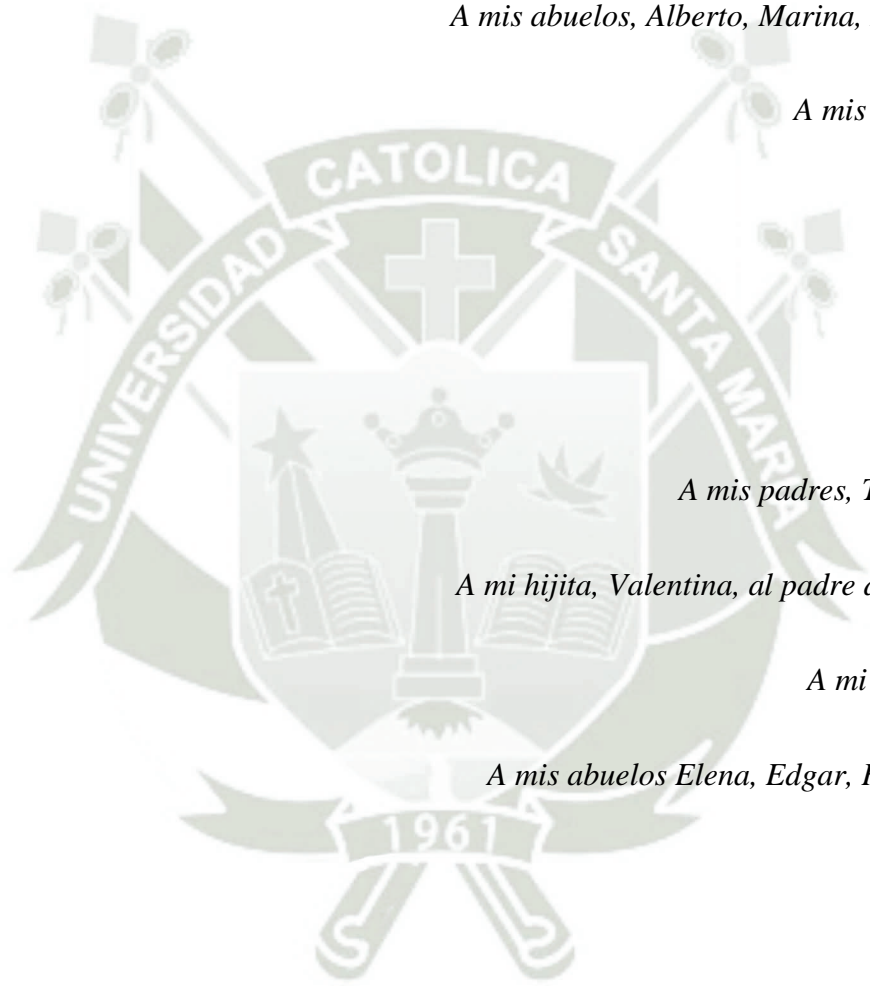 A mis abuelos, Alberto, Marina,
A mis
CATOLICA
UNIVERSIDAD
SANTA MARIA
A mis padres,
A mi hijita, Valentina, al padre
A mi
A mis abuelos Elena, Edgar,
1961